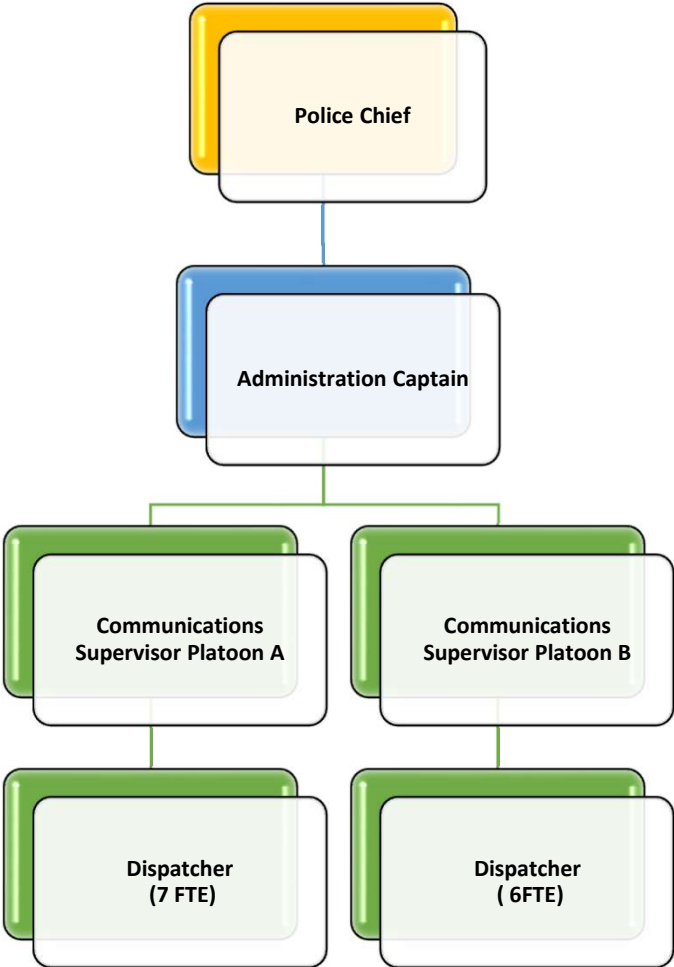 Police Chief
Administration Captain
Communications
Supervisor Platoon A
Communications
Supervisor Platoon B
Dispatcher
(7 FTE)
Dispatcher
( 6FTE)